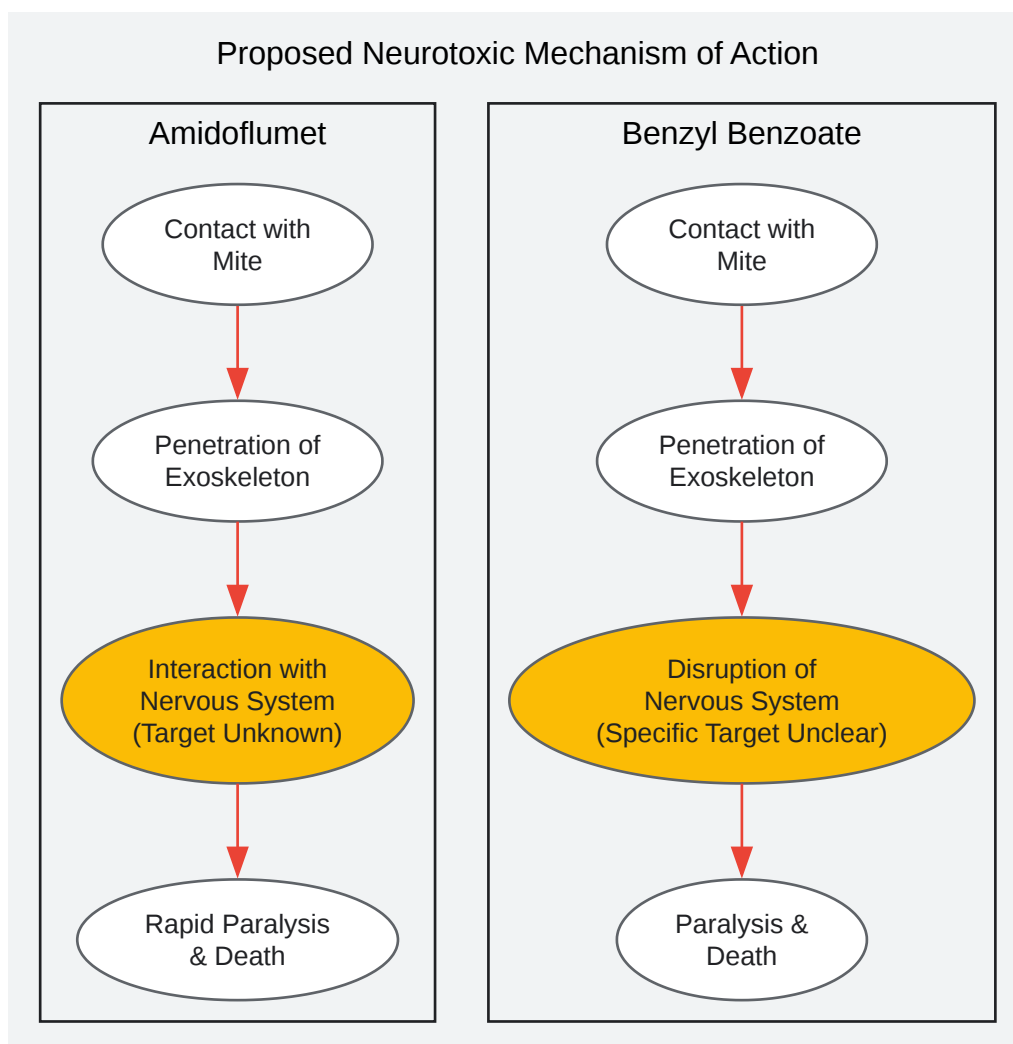 Proposed Neurotoxic Mechanism of Action
Amidoflumet
Contact with
Mite
Penetration of
Exoskeleton
Interaction with
Nervous System
(Target Unknown)
Rapid Paralysis
& Death
Benzyl Benzoate
Contact with
Mite
Penetration of
Exoskeleton
Disruption of
Nervous System
(Specific Target Unclear)
Paralysis &
Death